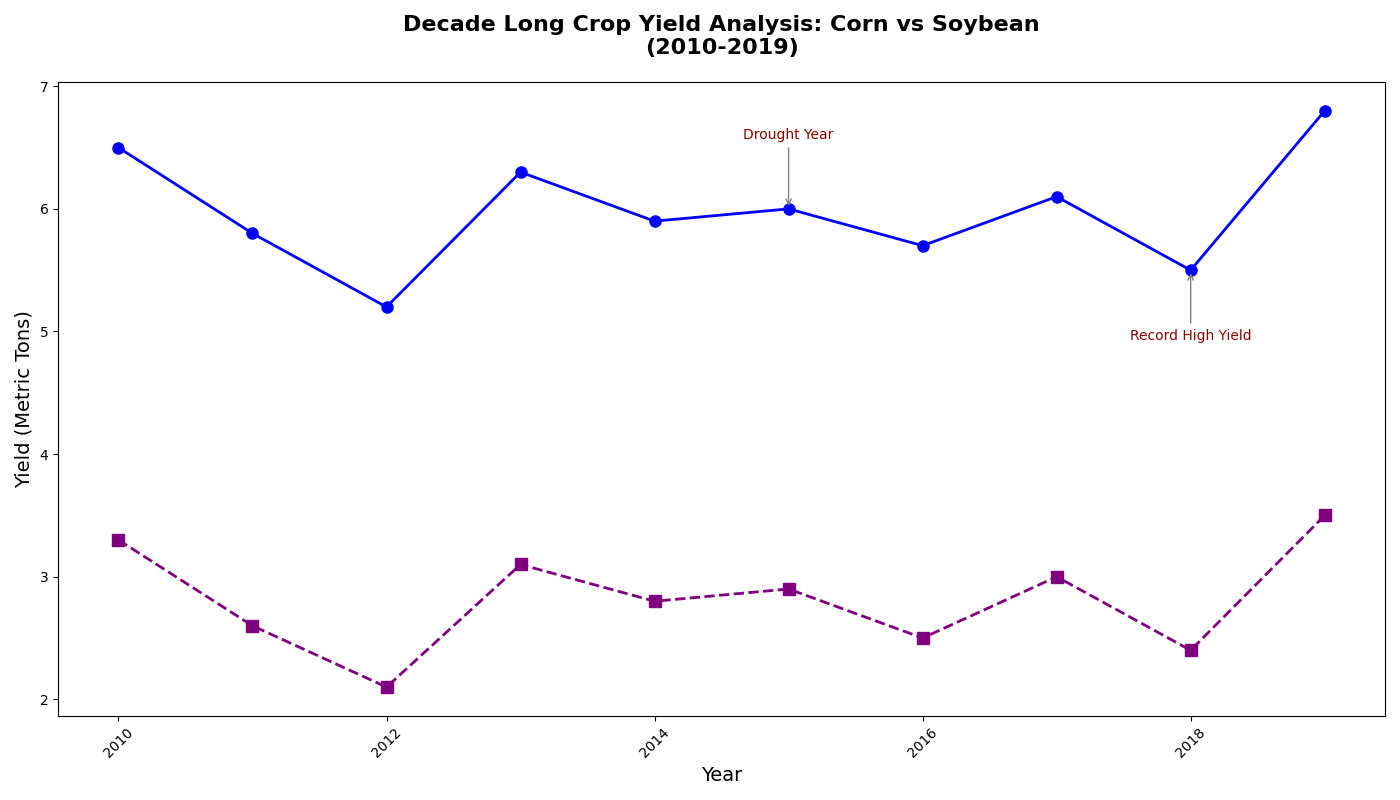 Decade Long Crop Yield Analysis: Corn vs Soybean
(2010-2019)
7
6
5
4
3
2
Yield (Metric Tons)
Drought Year
Record High Yield
2010
2012
2014
2016
2018
Year